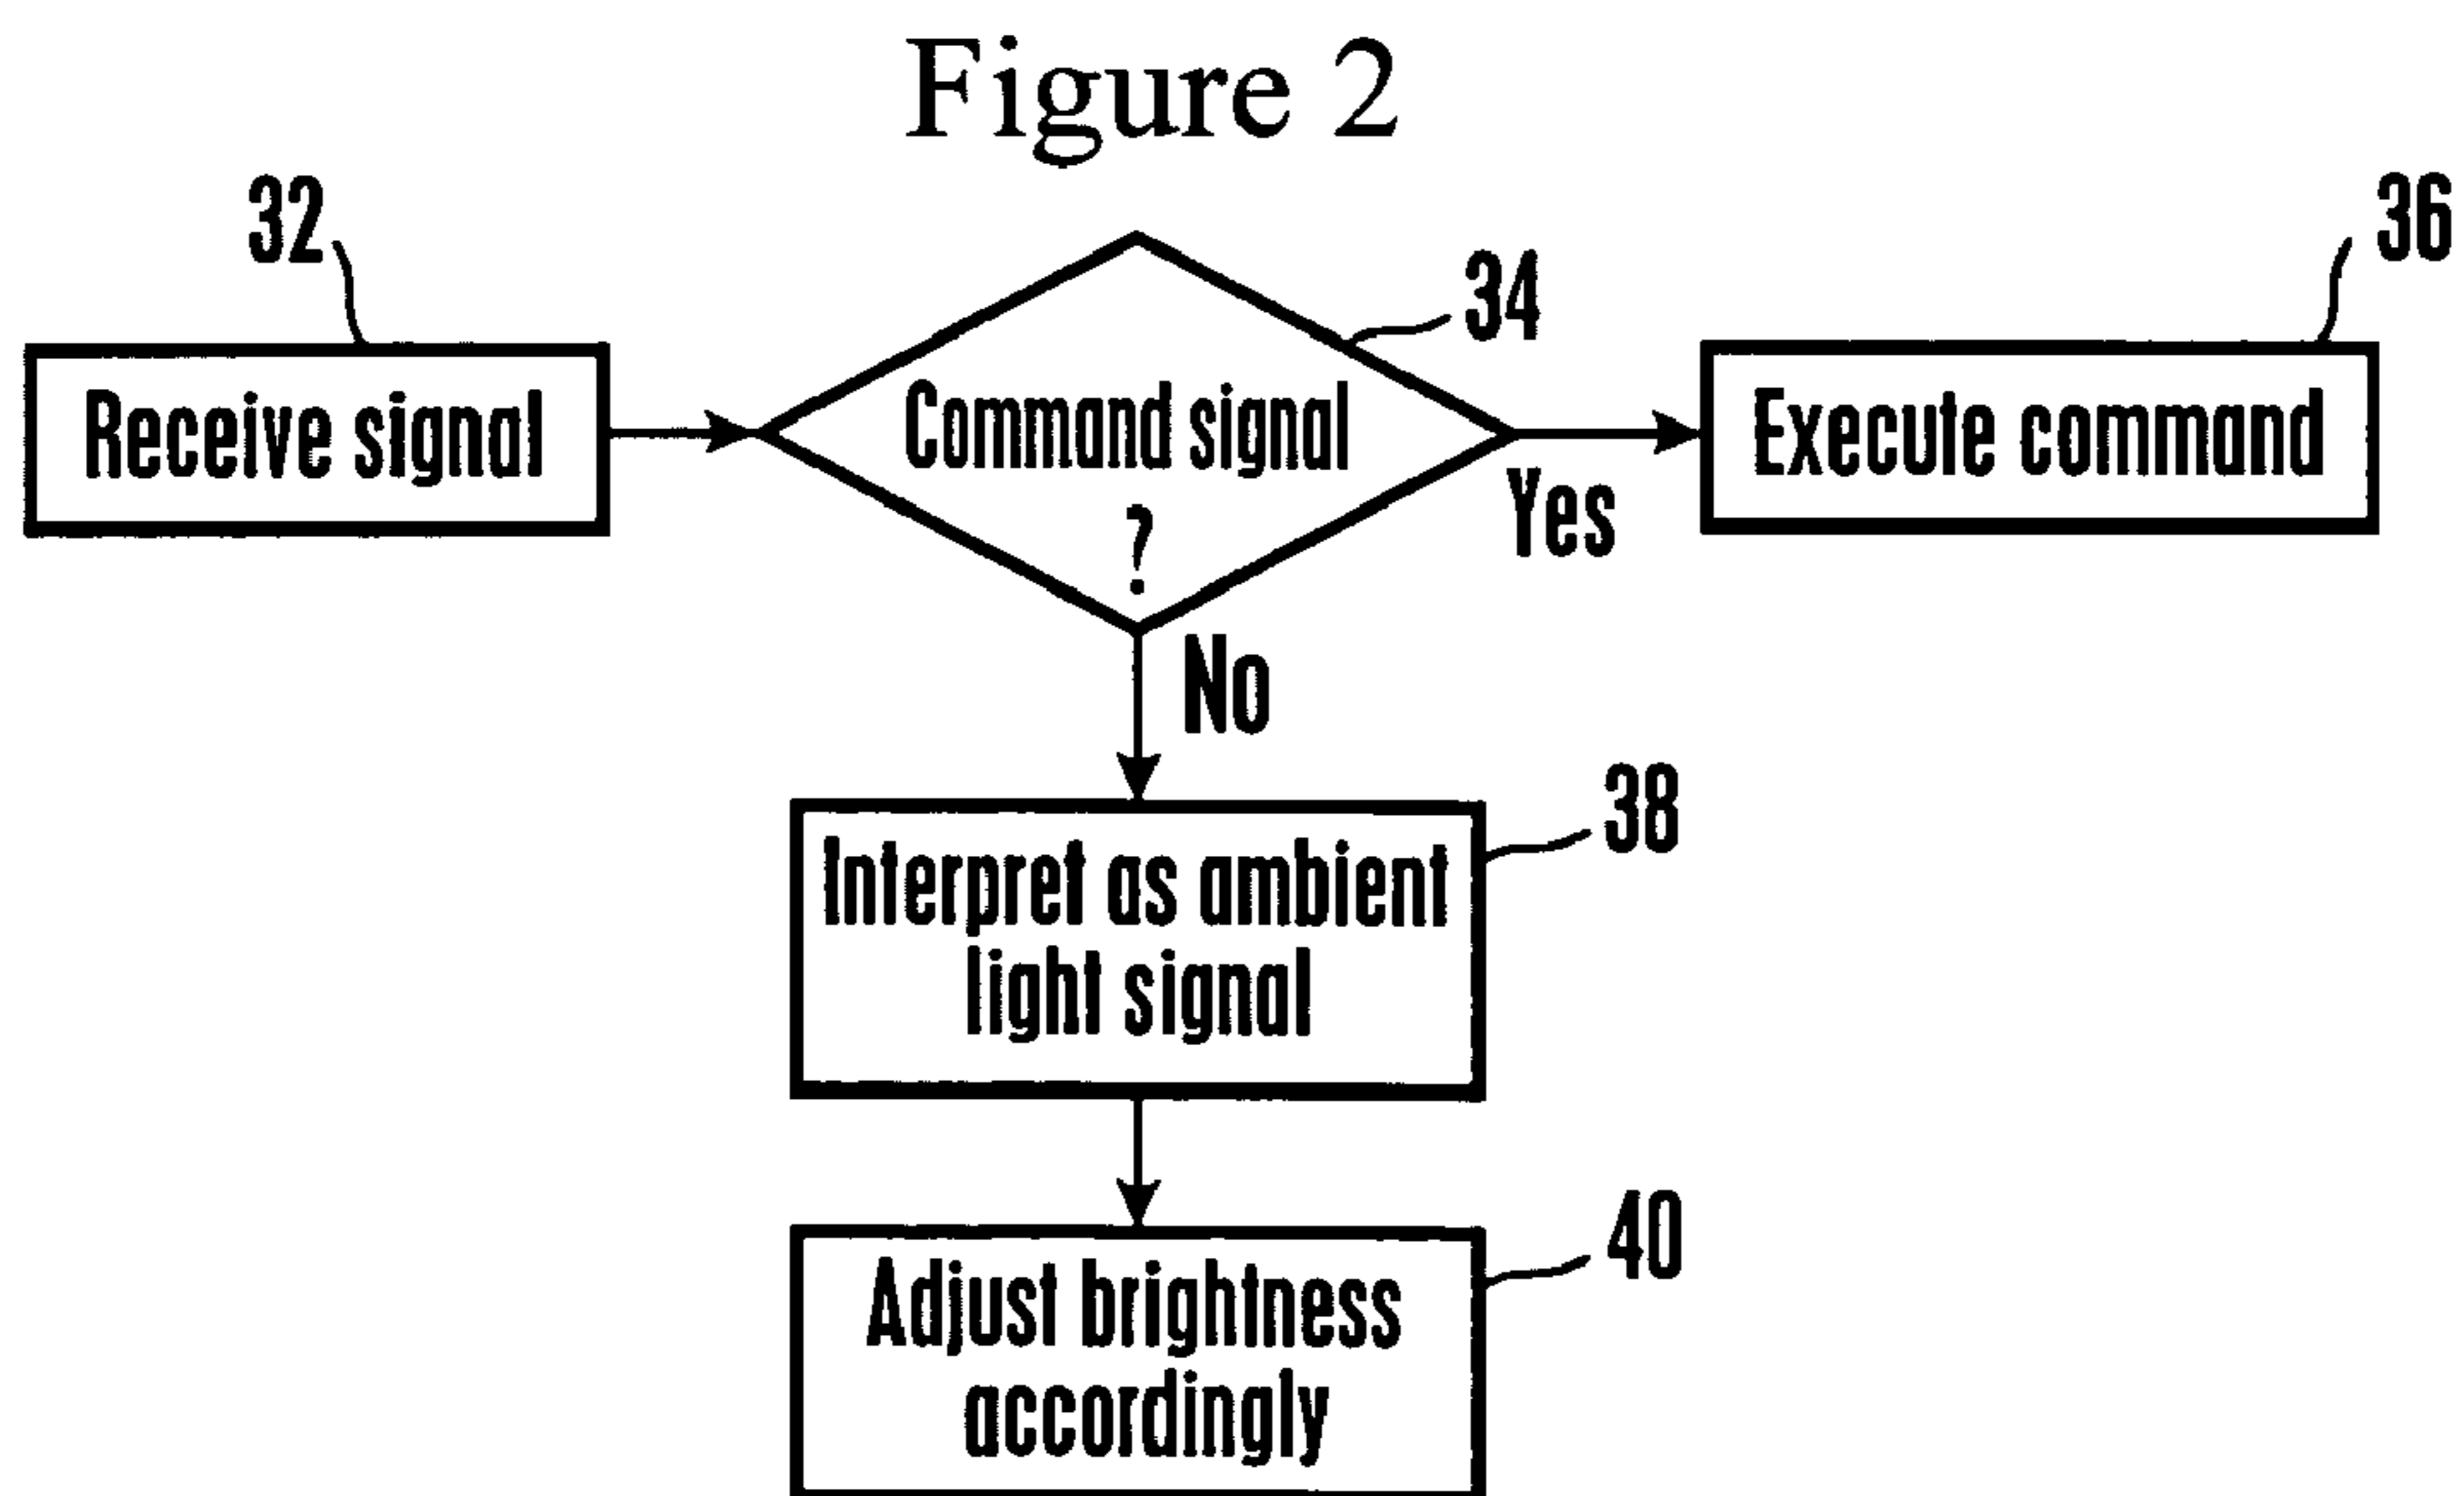 Figure 2
32
34
36
Receive signal
Command signal
?
Execute command
Yes
No
38
Interpret as ambient
light signal
40
Adjust brightness
accordingly